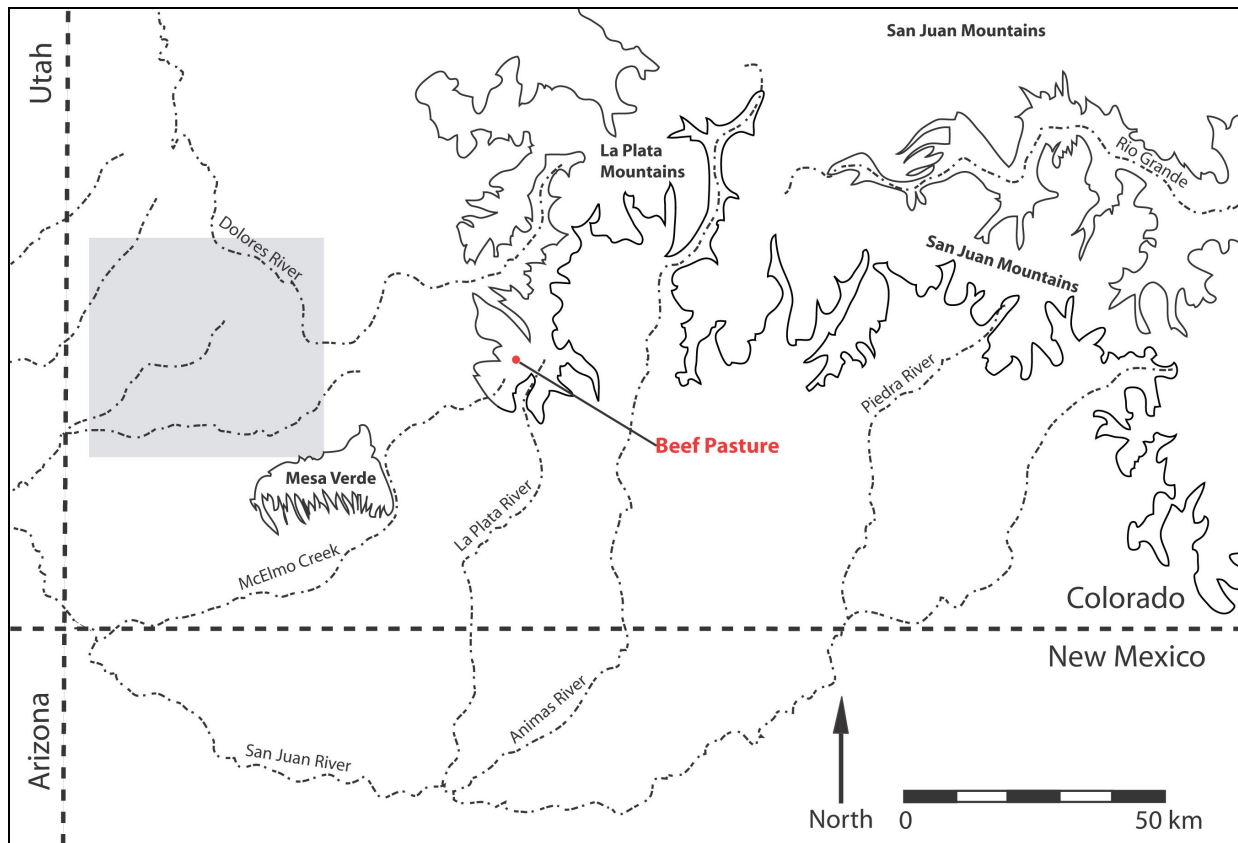 San Juan Mountains
Utah
La Plata
Mountains
Rio Grande
Dolores River
San Juan Mountains
Piedra River
Beef Pasture
Mesa Verde
La Plata River
McElmo Creek
Colorado
New Mexico
Arizona
Animas River
San Juan River
North
0
50 km